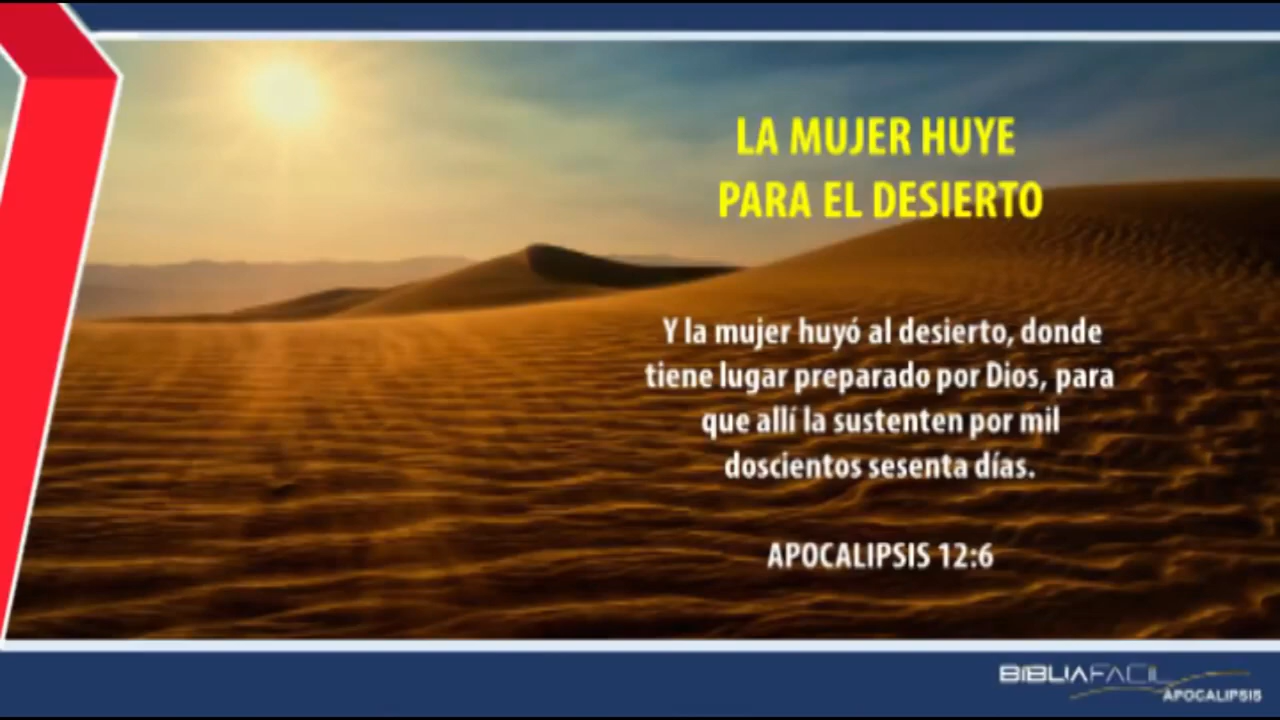 LA MUJER HUYE
PARA EL DESIERTO
Y la mujer huyó al desierto, donde
tiene lugar preparado por Dios, para
que allí la sustenten por mil
doscientos sesenta días.
APOCALIPSIS 12:6
BIBLIAFACIL
APOCALIPSIS